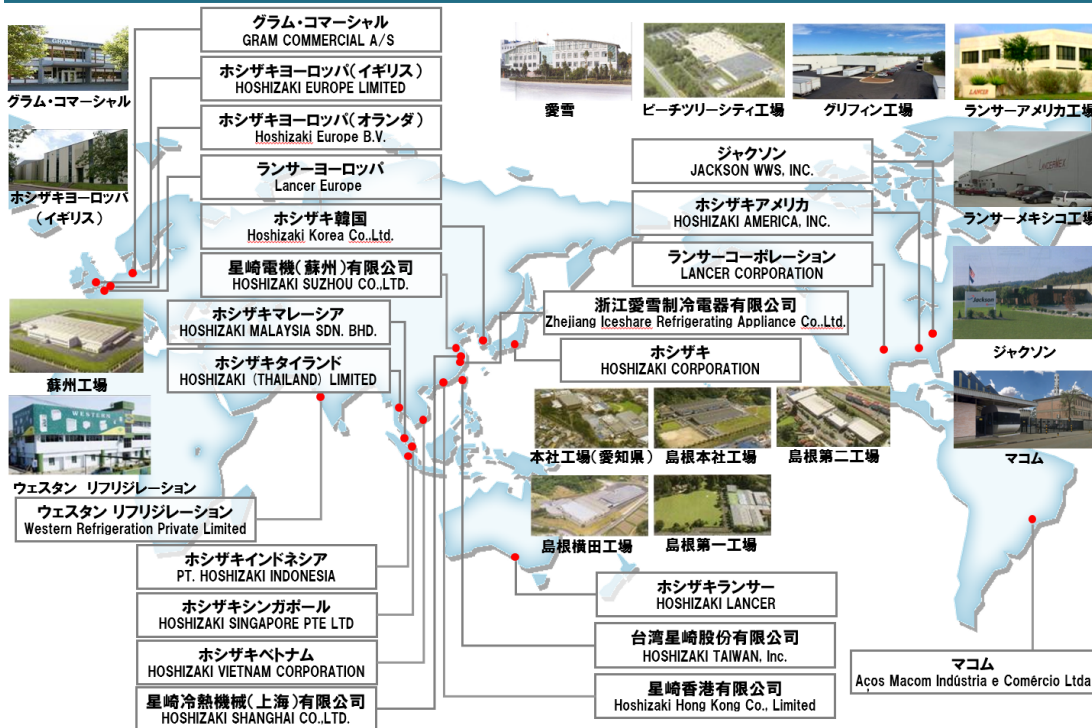 グラム・コマーシャル
GRAM COMMERCIAL A/S
ホシザキヨーロッパ(イギリス)
HOSHIZAKI EUROPE LIMITED
ホシザキヨーロッパ(オランダ)
Hoshizaki Europe B.V.
ランサーヨーロッパ
Lancer Europe
ホシザキ韓国
Hoshizaki Korea Co.,Ltd.
星崎電機(蘇州)有限公司
HOSHIZAKI SUZHOU CO.,LTD.
ホシザキマレーシア
HOSHIZAKI MALAYSIA SDN. BHD.
ホシザキタイランド
HOSHIZAKI (THAILAND) LIMITED
GRAM
グラム・コマーシャル
ホシザキヨーロッパ
(イギリス)
蘇州工場
WESTERN
ウェスタン リフリジレーション
ウェスタン リフリジレーション
Western Refrigeration Private Limited
ホシザキインドネシア
PT. HOSHIZAKI INDONESIA
ホシザキシンガポール
HOSHIZAKI SINGAPORE PTE LTD
ホシザキベトナム
HOSHIZAKI VIETNAM CORPORATION
星崎冷熱機械(上海)有限公司
HOSHIZAKI SHANGHAI CO.,LTD.
愛雪
ピーチツリーシティ工場
グリフィン工場
LANCER
ランサーアメリカ工場
ジャクソン
JACKSON WWS, INC.
ホシザキアメリカ
HOSHIZAKI AMERICA, INC.
ランサーコーポレーション
LANCER CORPORATION
浙江愛雪制冷電器有限公司
Zhejiang Iceshare Refrigerating Appliance Co.,Ltd.
ホシザキ
HOSHIZAKI CORPORATION
LANCERMEX
ランサーメキシコ工場
Jackson
ジャクソン
マコム
本社工場(愛知県)
島根本社工場
島根第二工場
島根横田工場
島根第一工場
ホシザキランサー
HOSHIZAKI LANCER
台湾星崎股份有限公司
HOSHIZAKI TAIWAN, Inc.
星崎香港有限公司
Hoshizaki Hong Kong Co., Limited
マコム
Aços Macom Indústria e Comércio Ltda